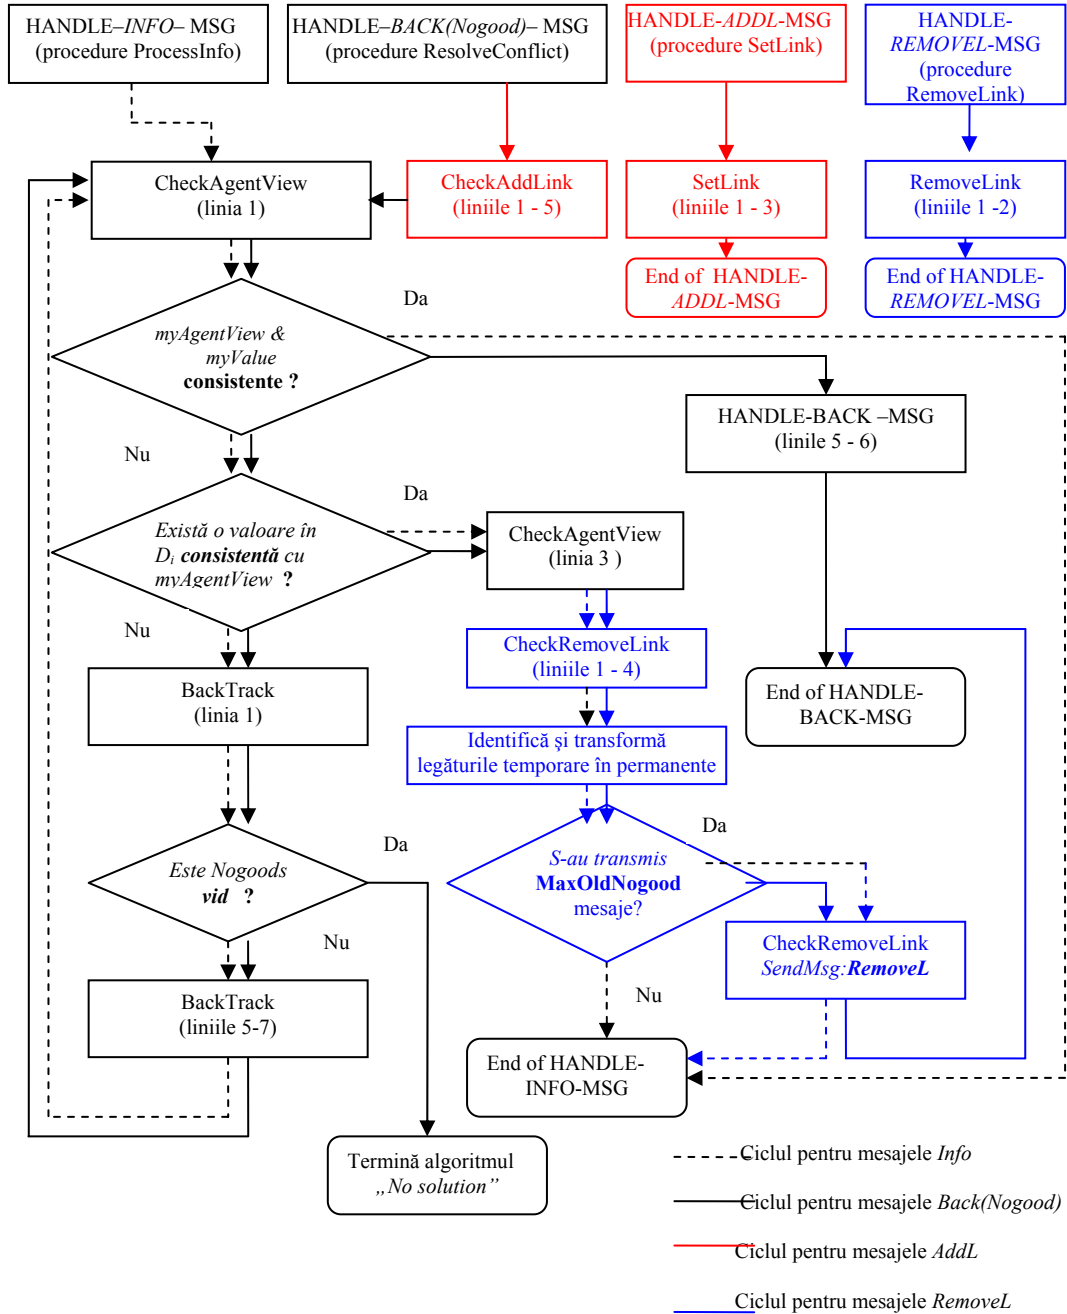 HANDLE–INFO– MSG
(procedure ProcessInfo)
HANDLE–BACK(Nogood)– MSG
(procedure ResolveConflict)
HANDLE-ADDL-MSG
(procedure SetLink)
HANDLE-
REMOVEL-MSG
(procedure
RemoveLink)
CheckAgentView
(linia 1)
CheckAddLink
(liniile 1 - 5)
SetLink
(liniile 1 - 3)
RemoveLink
(liniile 1 -2)
End of HANDLE-
ADDL-MSG
End of HANDLE-
REMOVEL-MSG
Da
myAgentView &
myValue
consistente ?
HANDLE-BACK –MSG
(linile 5 - 6)
Nu
Da
Există o valoare în
Di consistentă cu
myAgentView ?
CheckAgentView
(linia 3 )
Nu
CheckRemoveLink
(liniile 1 - 4)
BackTrack
(linia 1)
End of HANDLE-
BACK-MSG
Identifică şi transformă
legăturile temporare în permanente
Da
Da
Este Nogoods
vid ?
S-au transmis
MaxOldNogood
mesaje?
Nu
CheckRemoveLink
SendMsg:RemoveL
BackTrack
(liniile 5-7)
Nu
End of HANDLE-
INFO-MSG
Termină algoritmul
„No solution”
Ciclul pentru mesajele Info
Ciclul pentru mesajele Back(Nogood)
Ciclul pentru mesajele AddL
Ciclul pentru mesajele RemoveL